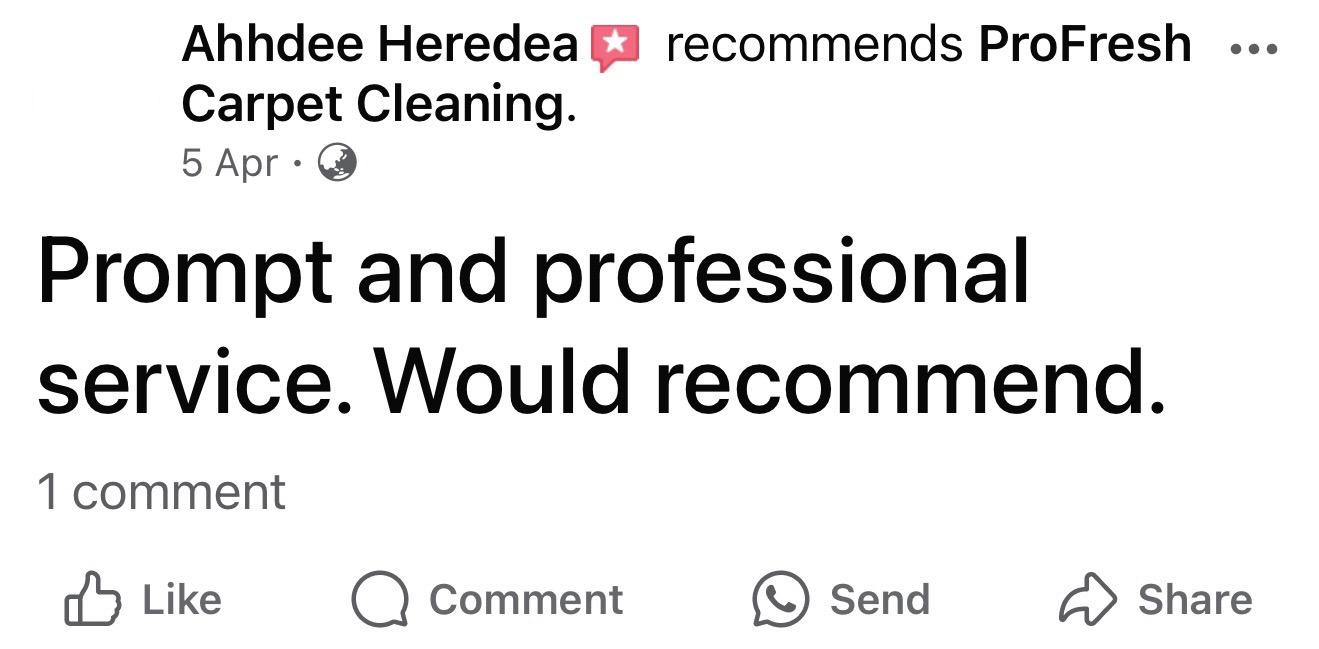 Ahhdee Heredea recommends ProFresh
Carpet Cleaning.
5 Apr ·
Prompt and professional
service. Would recommend.
1 comment
Like Comment Send Share